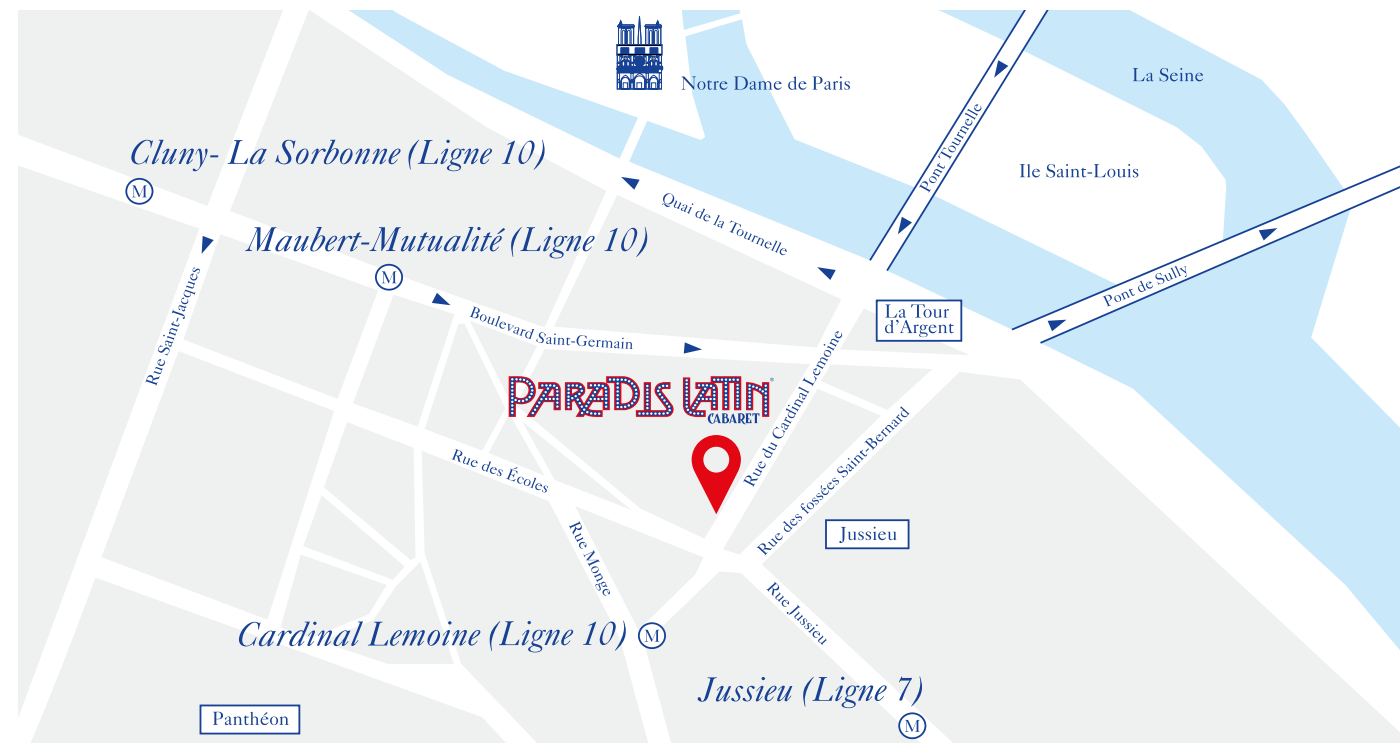 La Seine
Notre Dame de Paris
Pont Tournelle
Cluny- La Sorbonne (Ligne 10)
Ile Saint-Louis
M
Quai de la Tournelle
Maubert-Mutualité (Ligne 10)
M
Pont de Sully
Rue Saint-Jacques
Boulevard Saint-Germain
La Tour
d'Argent
PARADIS LATIN®
CABARET
Rue du Cardinal Lemoine
Rue des Écoles
Rue des fossées Saint-Bernard
Jussieu
Rue Monge
Rue Jussieu
Cardinal Lemoine (Ligne 10) M
Jussieu (Ligne 7)
M
Panthéon